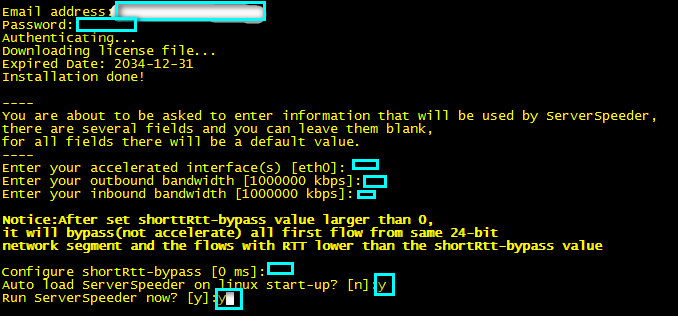 Email address:
Password:
Authenticating...
Downloading license file...
Expired Date: 2034-12-31
Installation done!
----
You are about to be asked to enter information that will be used by ServerSpeeder,
there are several fields and you can leave them blank,
for all fields there will be a default value.
----
Enter your accelerated interface(s) [eth0]:
Enter your outbound bandwidth [1000000 kbps]:
Enter your inbound bandwidth [1000000 kbps]:
Notice:After set shorttRtt-bypass value larger than 0,
it will bypass(not accelerate) all first flow from same 24-bit
network segment and the flows with RTT lower than the shortRtt-bypass value
Configure shortRtt-bypass [0 ms]:
Auto load ServerSpeeder on linux start-up? [n]:y
Run ServerSpeeder now? [y]:y